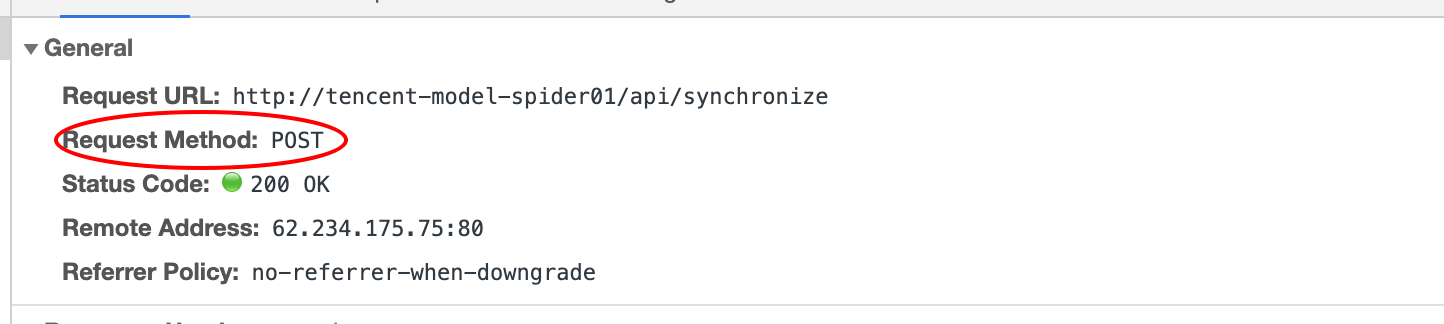 General
Request URL: http://tencent-model-spider01/api/synchronize
Request Method: POST
Status Code: 200 OK
Remote Address: 62.234.175.75:80
Referrer Policy: no-referrer-when-downgrade